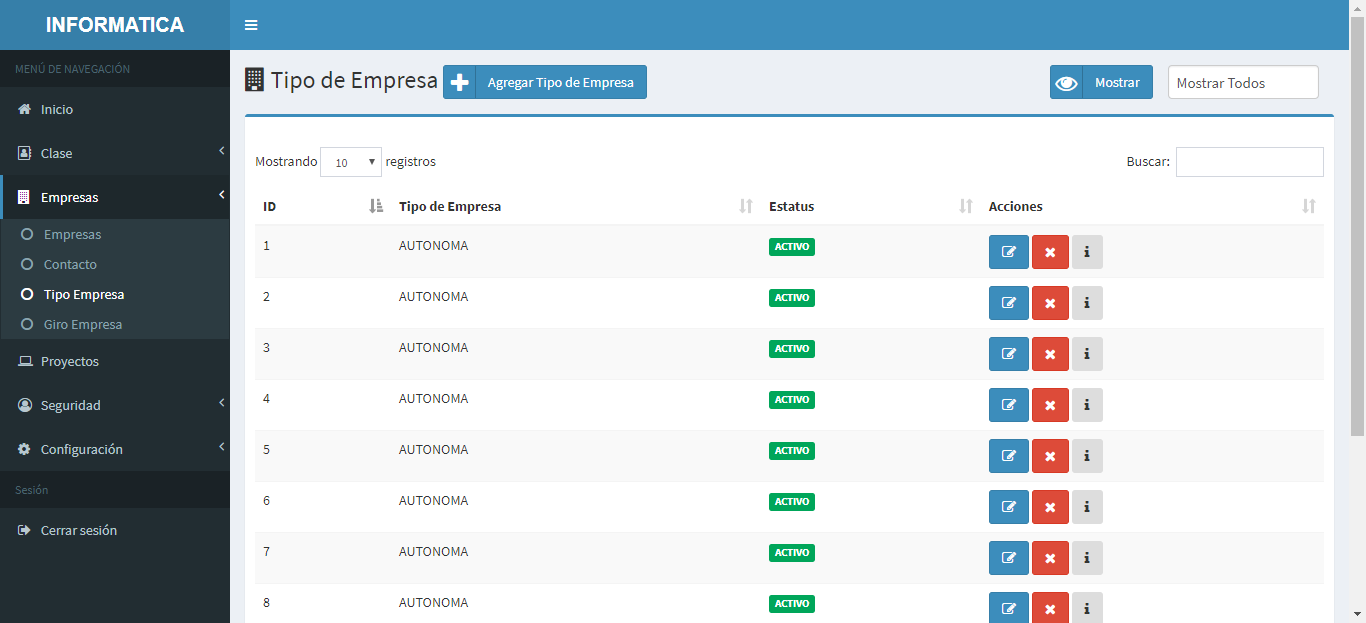 INFORMATICA
MENÚ DE NAVEGACIÓN
Inicio
Clase
Empresas
Empresas
Contacto
Tipo Empresa
Giro Empresa
Proyectos
Seguridad
Configuración
Sesión
Cerrar sesión
Tipo de Empresa Agregar Tipo de Empresa Mostrar Mostrar Todos
Mostrando 10 registros Buscar:
ID Tipo de Empresa Estatus Acciones
1 AUTONOMA ACTIVO
2 AUTONOMA ACTIVO
3 AUTONOMA ACTIVO
4 AUTONOMA ACTIVO
5 AUTONOMA ACTIVO
6 AUTONOMA ACTIVO
7 AUTONOMA ACTIVO
8 AUTONOMA ACTIVO